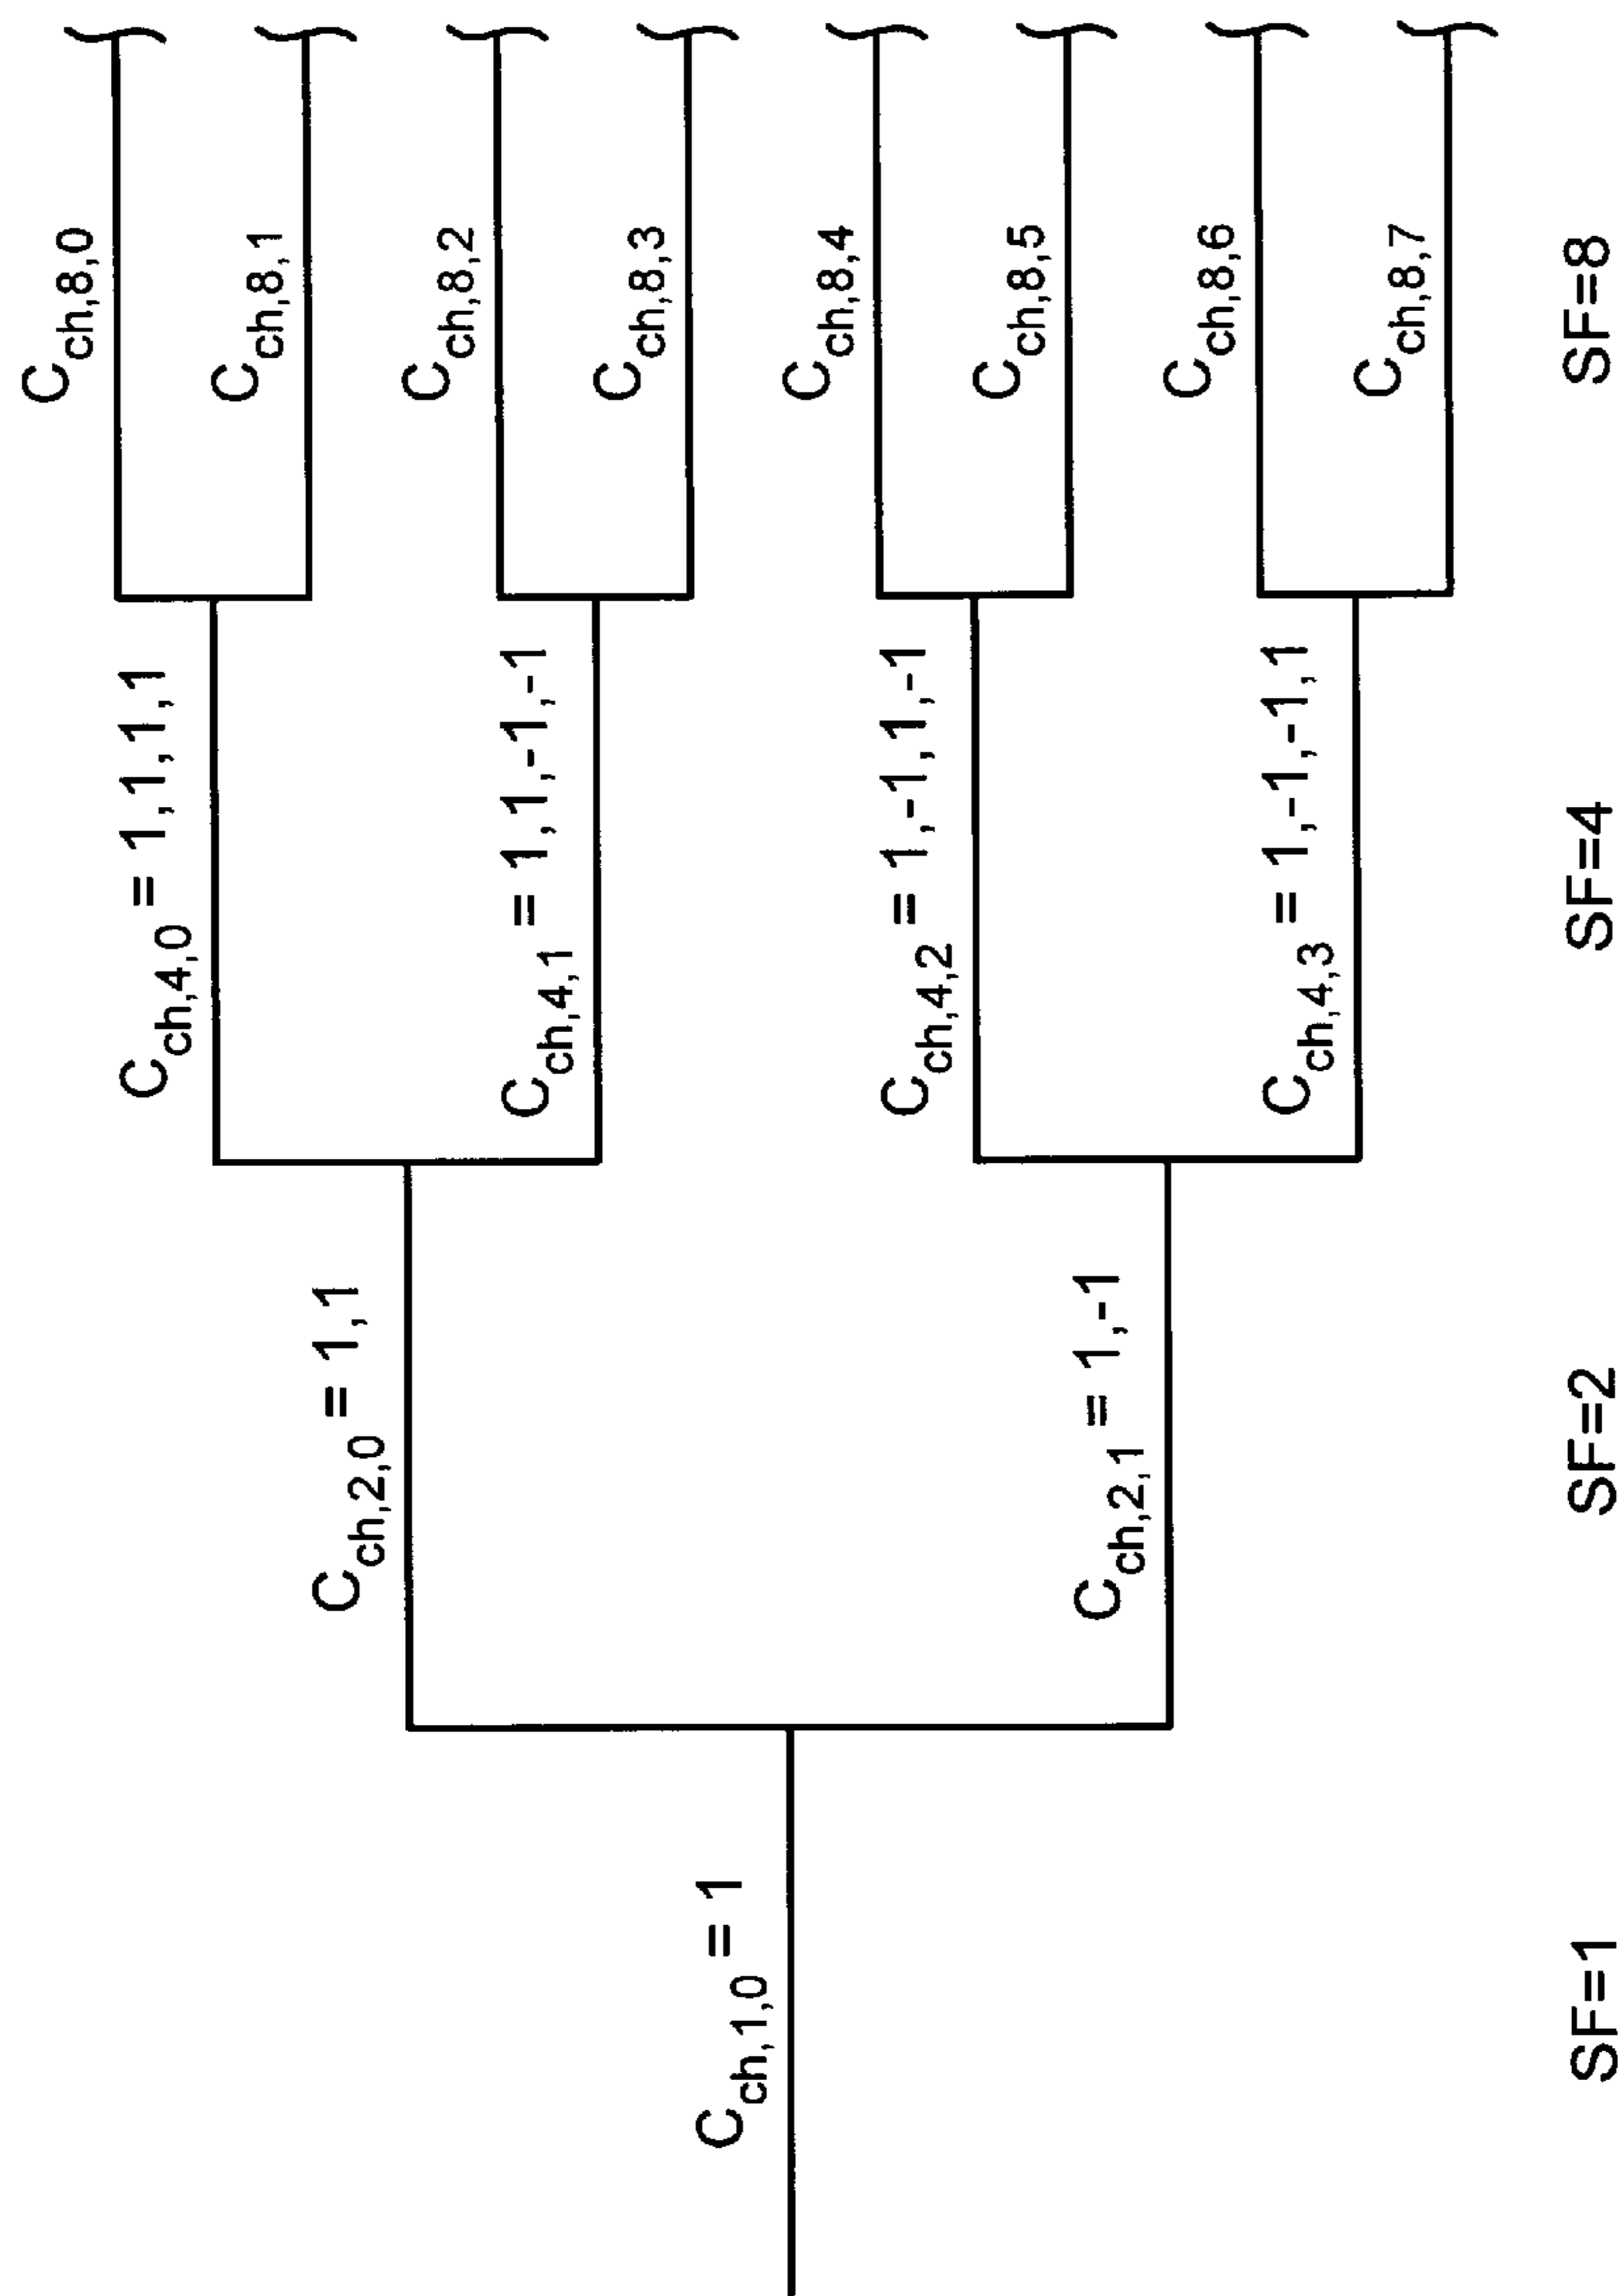 C_ch,1,0 = 1
C_ch,2,0 = 1,1
C_ch,2,1 = 1,-1
C_ch,4,0 = 1,1,1,1
C_ch,4,1 = 1,1,-1,-1
C_ch,4,2 = 1,-1,1,-1
C_ch,4,3 = 1,-1,-1,1
C_ch,8,0
C_ch,8,1
C_ch,8,2
C_ch,8,3
C_ch,8,4
C_ch,8,5
C_ch,8,6
C_ch,8,7
SF=1
SF=2
SF=4
SF=8